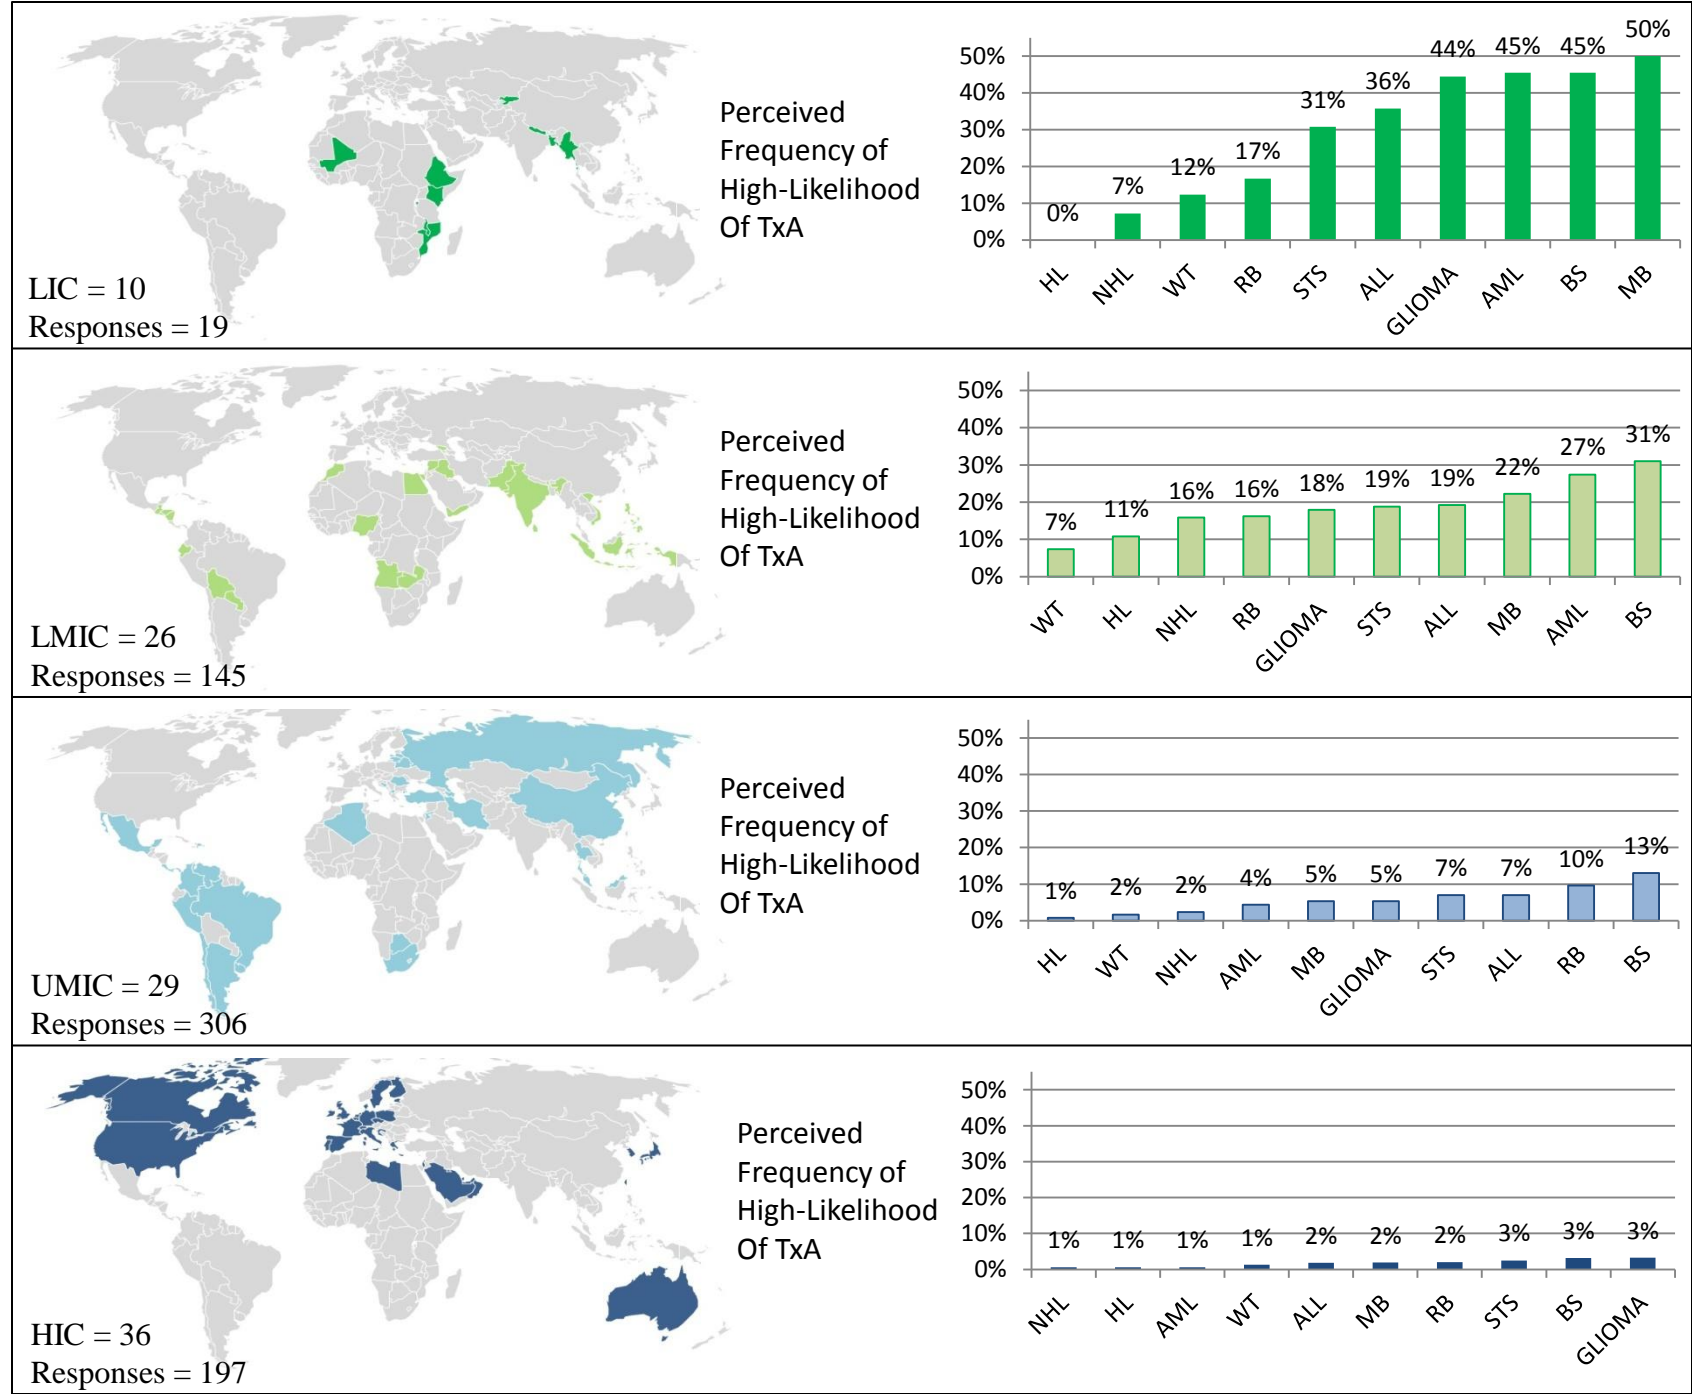 LIC = 10
Responses = 19
Perceived
Frequency of
High-Likelihood
Of TxA
50%
40%
30%
20%
10%
0%
0%
7%
12%
17%
31%
36%
44%
45%
45%
50%
HL
NHL
WT
RB
STS
ALL
GLIOMA
AML
BS
MB
LMIC = 26
Responses = 145
Perceived
Frequency of
High-Likelihood
Of TxA
50%
40%
30%
20%
10%
0%
7%
11%
16%
16%
18%
19%
19%
22%
27%
31%
WT
HL
NHL
RB
GLIOMA
STS
ALL
MB
AML
BS
UMIC = 29
Responses = 306
Perceived
Frequency of
High-Likelihood
Of TxA
50%
40%
30%
20%
10%
0%
1%
2%
2%
4%
5%
5%
7%
7%
10%
13%
HL
WT
NHL
AML
MB
GLIOMA
STS
ALL
RB
BS
HIC = 36
Responses = 197
Perceived
Frequency of
High-Likelihood
Of TxA
50%
40%
30%
20%
10%
0%
1%
1%
1%
1%
2%
2%
2%
3%
3%
3%
NHL
HL
AML
WT
ALL
MB
RB
STS
BS
GLIOMA